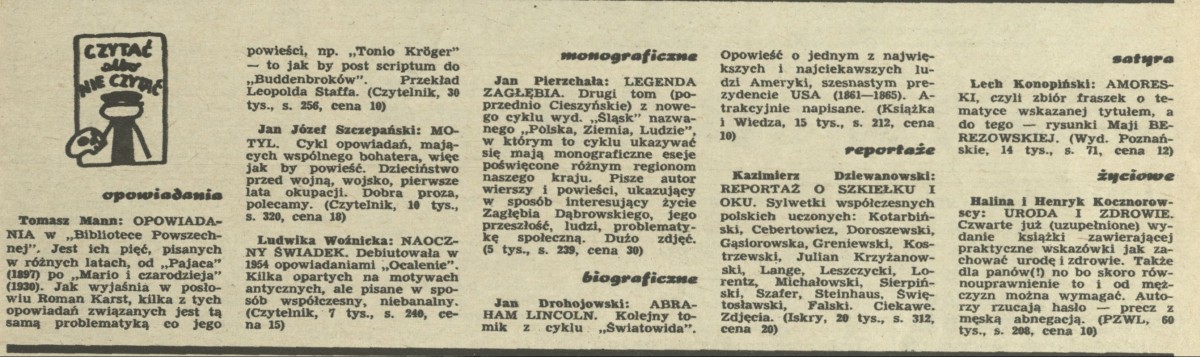 CZYTAĆ
albo
NIE CZYTAĆ
opowiadania
Tomasz Mann: OPOWIADA-
NIA w „Bibliotece Powszech-
nej”. Jest ich pięć, pisanych
w różnych latach, od „Pajaca”
(1897) po „Mario i czarodzieja”
(1930). Jak wyjaśnia w posło-
wiu Roman Karst, kilka z tych
opowiadań związanych jest tą
samą problematyką co jego
powieści, np. „Tonio Kröger”
— to jak by post scriptum do
„Buddenbroków”. Przekład
Leopolda Staffa. (Czytelnik, 30
tys., s. 256, cena 10)
Jan Józef Szczepański: MO-
TYL. Cykl opowiadań, mają-
cych wspólnego bohatera, więc
jak by powieść. Dzieciństwo
przed wojną, wojsko, pierwsze
lata okupacji. Dobra proza,
polecamy. (Czytelnik, 10 tys.,
s. 320, cena 18)
Ludwika Woźnicka: NAOCZ-
NY ŚWIADEK. Debiutowała w
1954 opowiadaniami „Ocalenie”.
Kilka opartych na motywach
antycznych, ale pisane w spo-
sób współczesny, niebanalny.
(Czytelnik, 7 tys., s. 240, ce-
na 15)
monograficzne
Jan Pierzchała: LEGENDA
ZAGŁĘBIA. Drugi tom (po-
przednio Cieszyńskie) z nowe-
go cyklu wyd. „Śląsk” nazwa-
nego „Polska, Ziemia, Ludzie”,
w którym to cyklu ukazywać
się mają monograficzne eseje
poświęcone różnym regionom
naszego kraju. Pisze autor
wierszy i powieści, ukazujący
w sposób interesujący życie
Zagłębia Dąbrowskiego, jego
przeszłość, ludzi, problematy-
kę społeczną. Dużo zdjęć.
(5 tys., s. 239, cena 30)
biograficzne
Jan Drohojowski: ABRA-
HAM LINCOLN. Kolejny to-
mik z cyklu „Światowida”.
Opowieść o jednym z najwię-
kszych i najciekawszych lu-
dzi Ameryki, szesnastym pre-
zydencie USA (1861—1865). A-
trakcyjnie napisane. (Książka
i Wiedza, 15 tys., s. 212, cena
10)
reportaże
Kazimierz Dziewanowski:
REPORTAŻ O SZKIEŁKU I
OKU. Sylwetki współczesnych
polskich uczonych: Kotarbiń-
ski, Cebertowicz, Doroszewski,
Gąsiorowska, Greniewski, Kos-
trzewski, Julian Krzyżanow-
ski, Lange, Leszczycki, Lo-
rentz, Michałowski, Sierpiń-
ski, Szafer, Steinhaus, Świę-
tosławski, Falski. Ciekawe.
Zdjęcia. (Iskry, 20 tys., s. 312,
cena 20)
satyra
Lech Konopiński: AMORES-
KI, czyli zbiór fraszek o te-
matyce wskazanej tytułem, a
do tego — rysunki Maji BE-
REZOWSKIEJ. (Wyd. Poznań-
skie, 14 tys., s. 71, cena 12)
życiowe
Halina i Henryk Kocznorow-
scy: URODA I ZDROWIE.
Czwarte już (uzupełnione) wy-
danie książki zawierającej
praktyczne wskazówki jak za-
chować urodę i zdrowie. Także
dla panów(!) no bo skoro rów-
nouprawnienie to i od męż-
czyzn można wymagać. Auto-
rzy rzucają hasło — precz z
męską abnegacją. (PZWL, 60
tys., s. 208, cena 10)